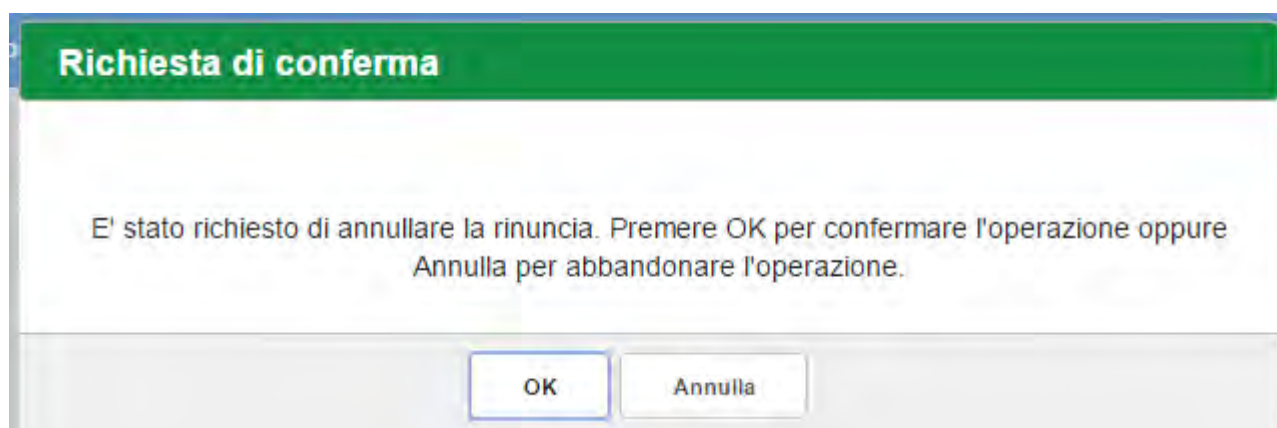 Richiesta di conferma
E' stato richiesto di annullare la rinuncia. Premere OK per confermare l'operazione oppure
Annulla per abbandonare l'operazione.
OK Annulla